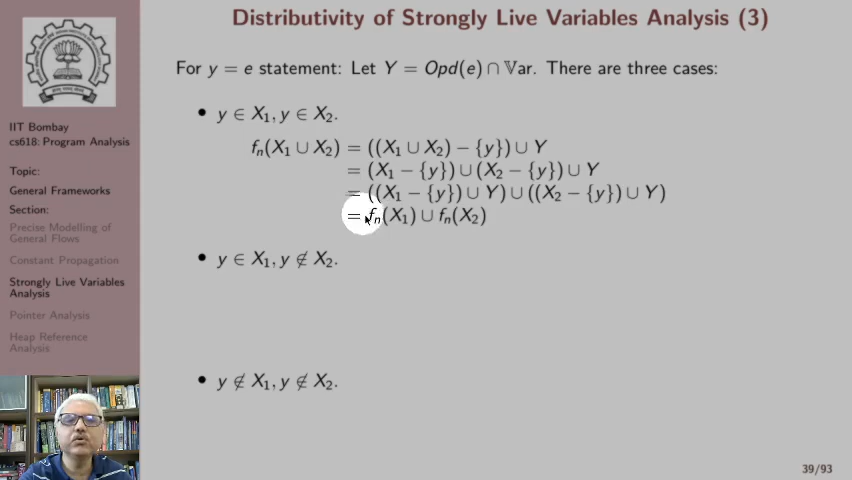 Distributivity of Strongly Live Variables Analysis (3)
IIT Bombay
cs618: Program Analysis
Topic:
General Frameworks
Section:
Precise Modelling of
General Flows
Constant Propagation
Strongly Live Variables
Analysis
Pointer Analysis
Heap Reference
Analysis
For y = e statement: Let Y = Opd(e) ∩ 𝕍ar. There are three cases:
• y ∈ X₁, y ∈ X₂.
fₙ(X₁ ∪ X₂) = ((X₁ ∪ X₂) − {y}) ∪ Y
= (X₁ − {y}) ∪ (X₂ − {y}) ∪ Y
= ((X₁ − {y}) ∪ Y) ∪ ((X₂ − {y}) ∪ Y)
= fₙ(X₁) ∪ fₙ(X₂)
• y ∈ X₁, y ∉ X₂.
• y ∉ X₁, y ∉ X₂.
39/93